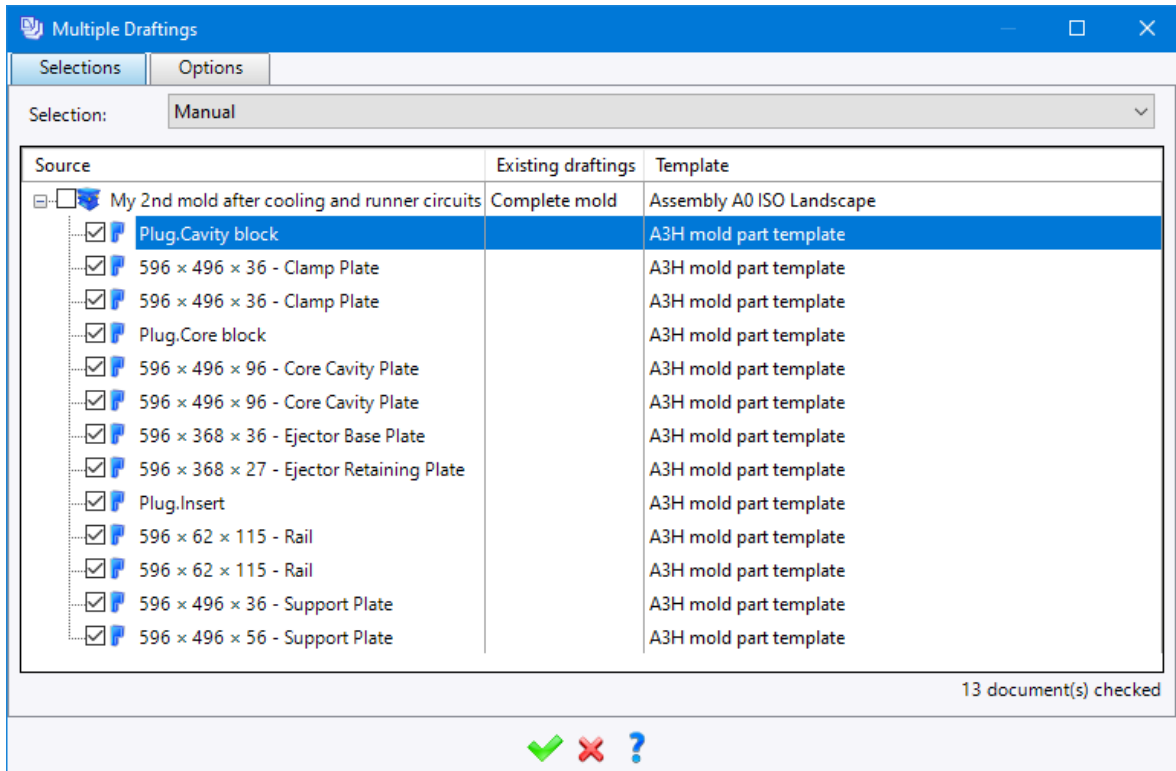 Multiple Draftings
Selections Options
Selection: Manual
Source Existing draftings Template
My 2nd mold after cooling and runner circuits Complete mold Assembly A0 ISO Landscape
Plug.Cavity block A3H mold part template
596 × 496 × 36 - Clamp Plate A3H mold part template
596 × 496 × 36 - Clamp Plate A3H mold part template
Plug.Core block A3H mold part template
596 × 496 × 96 - Core Cavity Plate A3H mold part template
596 × 496 × 96 - Core Cavity Plate A3H mold part template
596 × 368 × 36 - Ejector Base Plate A3H mold part template
596 × 368 × 27 - Ejector Retaining Plate A3H mold part template
Plug.Insert A3H mold part template
596 × 62 × 115 - Rail A3H mold part template
596 × 62 × 115 - Rail A3H mold part template
596 × 496 × 36 - Support Plate A3H mold part template
596 × 496 × 56 - Support Plate A3H mold part template
13 document(s) checked